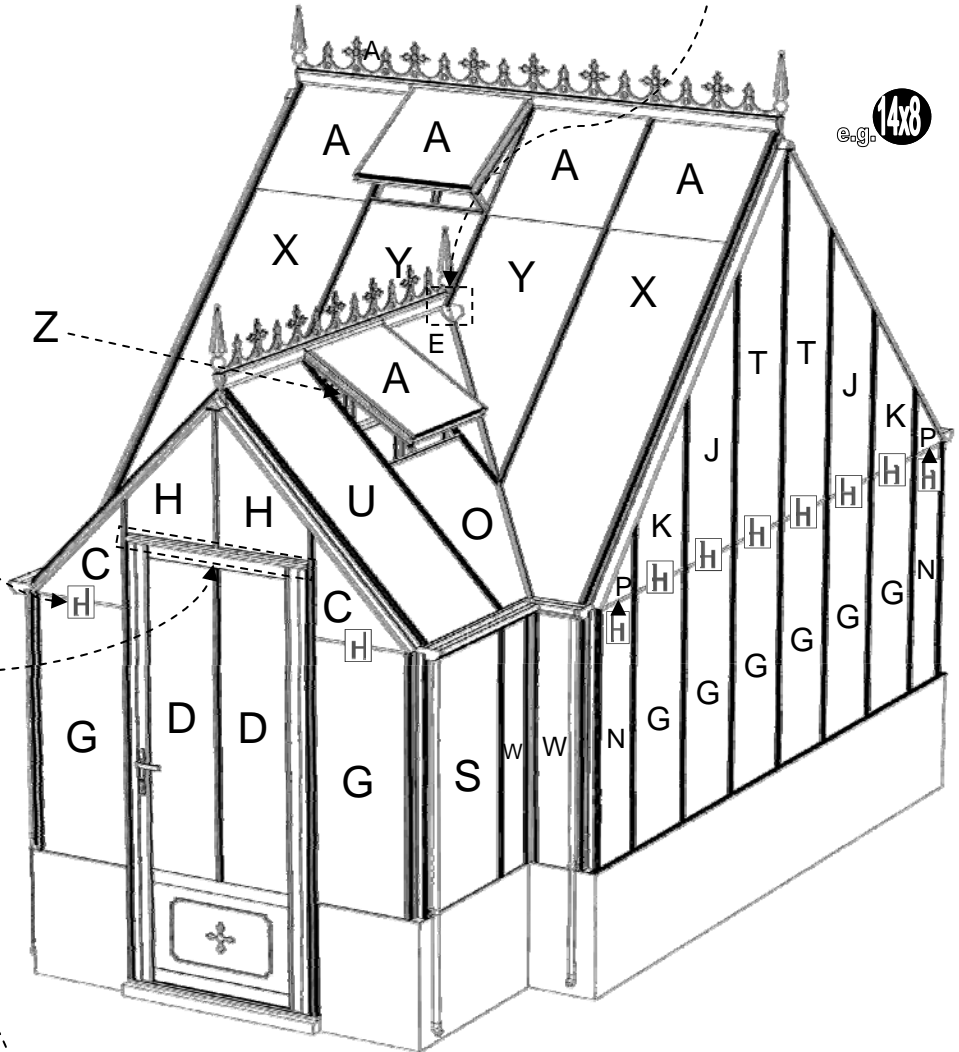 A
e.g. 14x8
A A A A
X Y Y X
Z
E
A
T T
J J
K K
P
H H H H H H
H
H H
U
O
C
H
C
H
P
H
N
G G G G G G
N
G
D D
G
S
W W